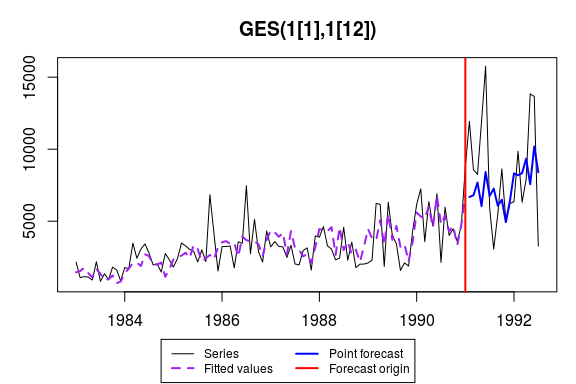 GES(1[1],1[12])
15000
10000
5000
1984 1986 1988 1990 1992
Series Point forecast
Fitted values Forecast origin